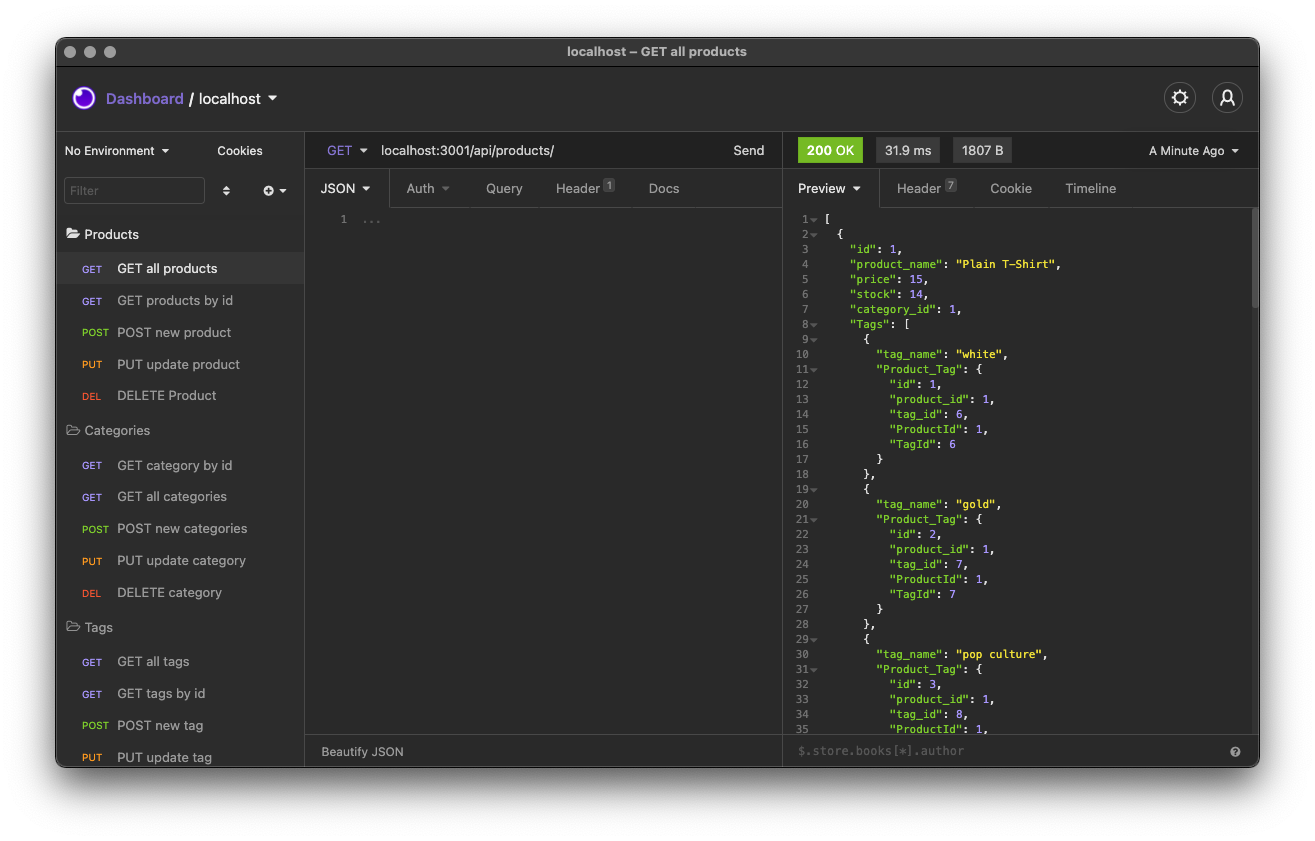 localhost – GET all products
Dashboard / localhost
No Environment
Cookies
Filter
Products
GET GET all products
GET GET products by id
POST POST new product
PUT PUT update product
DEL DELETE Product
Categories
GET GET category by id
GET GET all categories
POST POST new categories
PUT PUT update category
DEL DELETE category
Tags
GET GET all tags
GET GET tags by id
POST POST new tag
PUT PUT update tag
GET localhost:3001/api/products/ Send
JSON Auth Query Header 1 Docs
1 ...
Beautify JSON
200 OK 31.9 ms 1807 B A Minute Ago
Preview Header 7 Cookie Timeline
1 [
2 {
3 "id": 1,
4 "product_name": "Plain T-Shirt",
5 "price": 15,
6 "stock": 14,
7 "category_id": 1,
8 "Tags": [
9 {
10 "tag_name": "white",
11 "Product_Tag": {
12 "id": 1,
13 "product_id": 1,
14 "tag_id": 6,
15 "ProductId": 1,
16 "TagId": 6
17 }
18 },
19 {
20 "tag_name": "gold",
21 "Product_Tag": {
22 "id": 2,
23 "product_id": 1,
24 "tag_id": 7,
25 "ProductId": 1,
26 "TagId": 7
27 }
28 },
29 {
30 "tag_name": "pop culture",
31 "Product_Tag": {
32 "id": 3,
33 "product_id": 1,
34 "tag_id": 8,
35 "ProductId": 1,
$.store.books[*].author